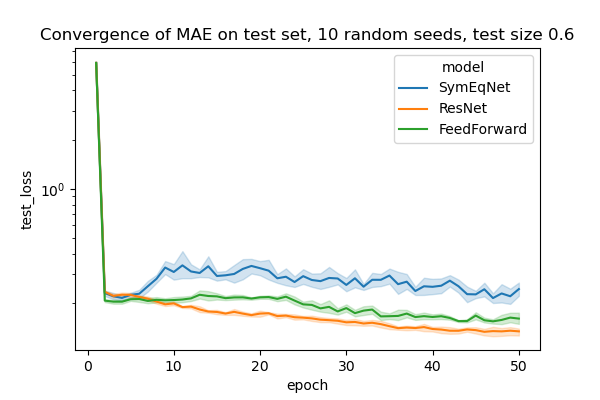 Convergence of MAE on test set, 10 random seeds, test size 0.6
model
SymEqNet
ResNet
FeedForward
test_loss
10⁰
0 10 20 30 40 50
epoch